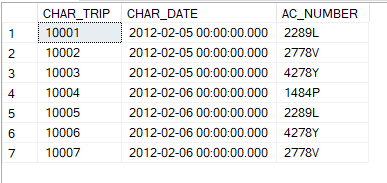 CHAR_TRIP CHAR_DATE AC_NUMBER
1 10001 2012-02-05 00:00:00.000 2289L
2 10002 2012-02-05 00:00:00.000 2778V
3 10003 2012-02-05 00:00:00.000 4278Y
4 10004 2012-02-06 00:00:00.000 1484P
5 10005 2012-02-06 00:00:00.000 2289L
6 10006 2012-02-06 00:00:00.000 4278Y
7 10007 2012-02-06 00:00:00.000 2778V